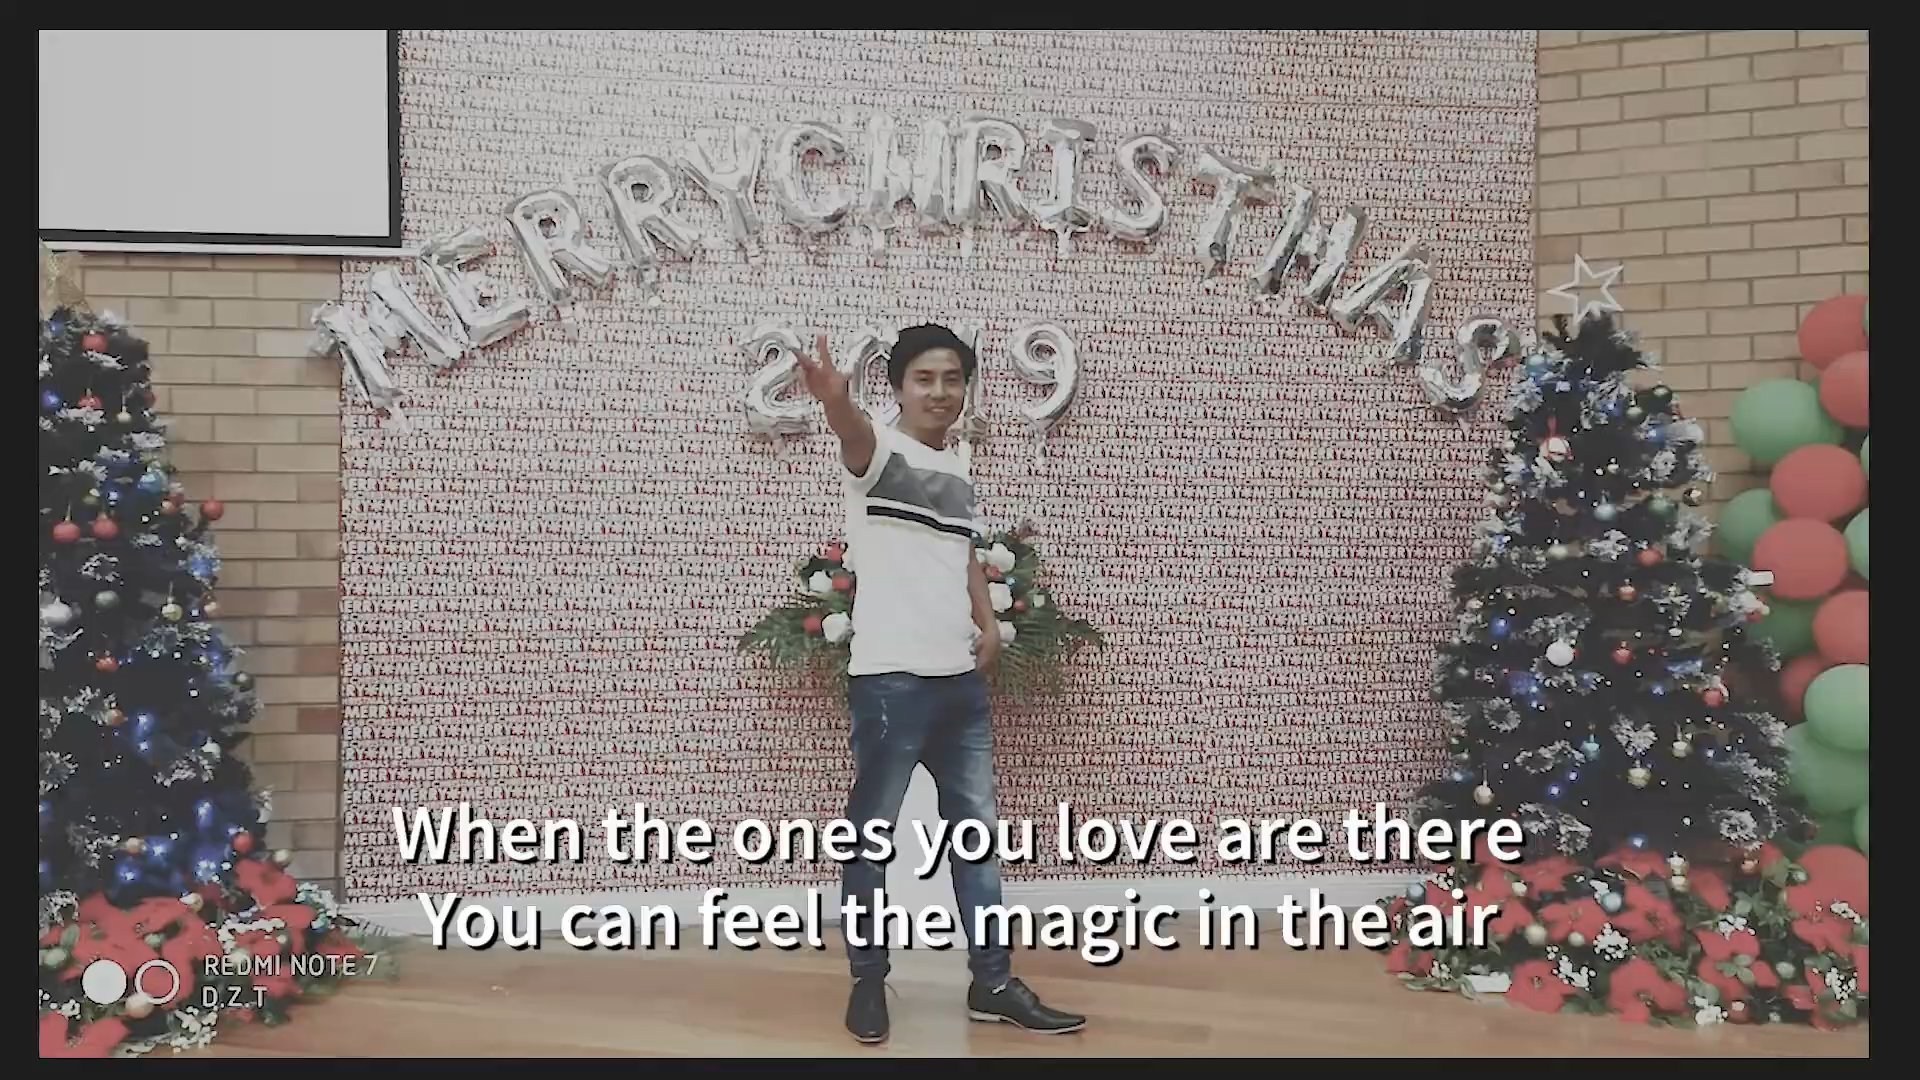 MERRYCHRISTMAS
2019
When the ones you love are there
You can feel the magic in the air
REDMI NOTE 7
D.Z.T